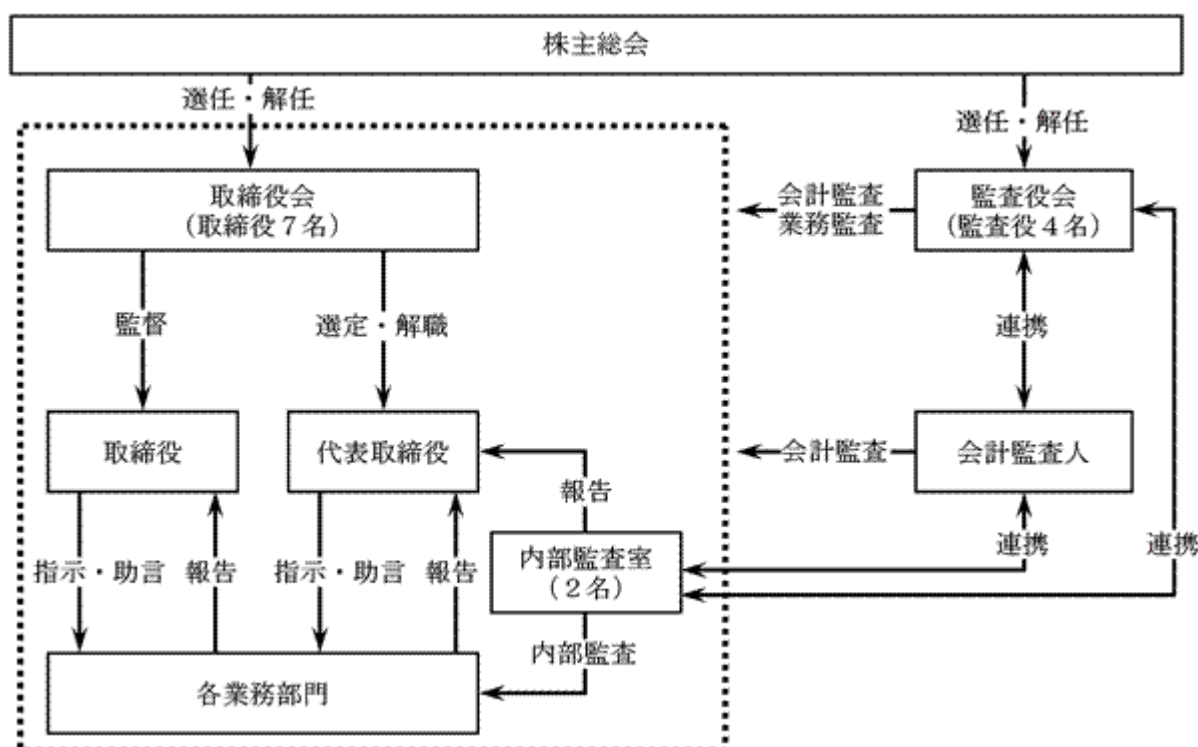 株主総会
選任・解任
選任・解任
取締役会
(取締役7名)
会計監査
業務監査
監査役会
(監査役4名)
監督
選定・解職
連携
取締役
代表取締役
会計監査
会計監査人
報告
内部監査室
(2名)
連携
連携
指示・助言
報告
指示・助言
報告
内部監査
各業務部門